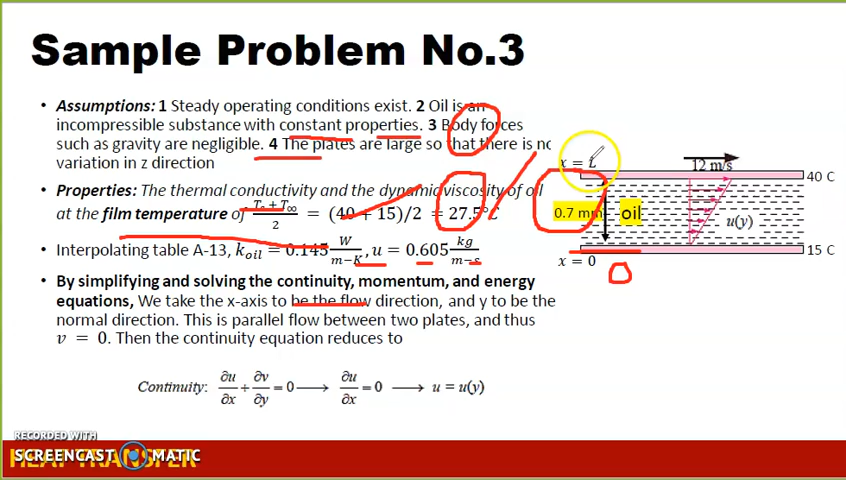 Sample Problem No.3
• Assumptions: 1 Steady operating conditions exist. 2 Oil is an
incompressible substance with constant properties. 3 Body forces
such as gravity are negligible. 4 The plates are large so that there is no
variation in z direction
• Properties: The thermal conductivity and the dynamic viscosity of oil
at the film temperature of (Tₛ + T∞)/2 = (40 + 15)/2 = 27.5°C
• Interpolating table A-13, k_oil = 0.145 W/m−K, u = 0.605 kg/m−s
• By simplifying and solving the continuity, momentum, and energy
equations, We take the x-axis to be the flow direction, and y to be the
normal direction. This is parallel flow between two plates, and thus
v = 0. Then the continuity equation reduces to
Continuity: ∂u/∂x + ∂v/∂y = 0 ⟶ ∂u/∂x = 0 ⟶ u = u(y)
x = L
12 m/s
40 C
0.7 mm
oil
u(y)
15 C
x = 0
0
RECORDED WITH
SCREENCAST MATIC
HEAT TRANSFER